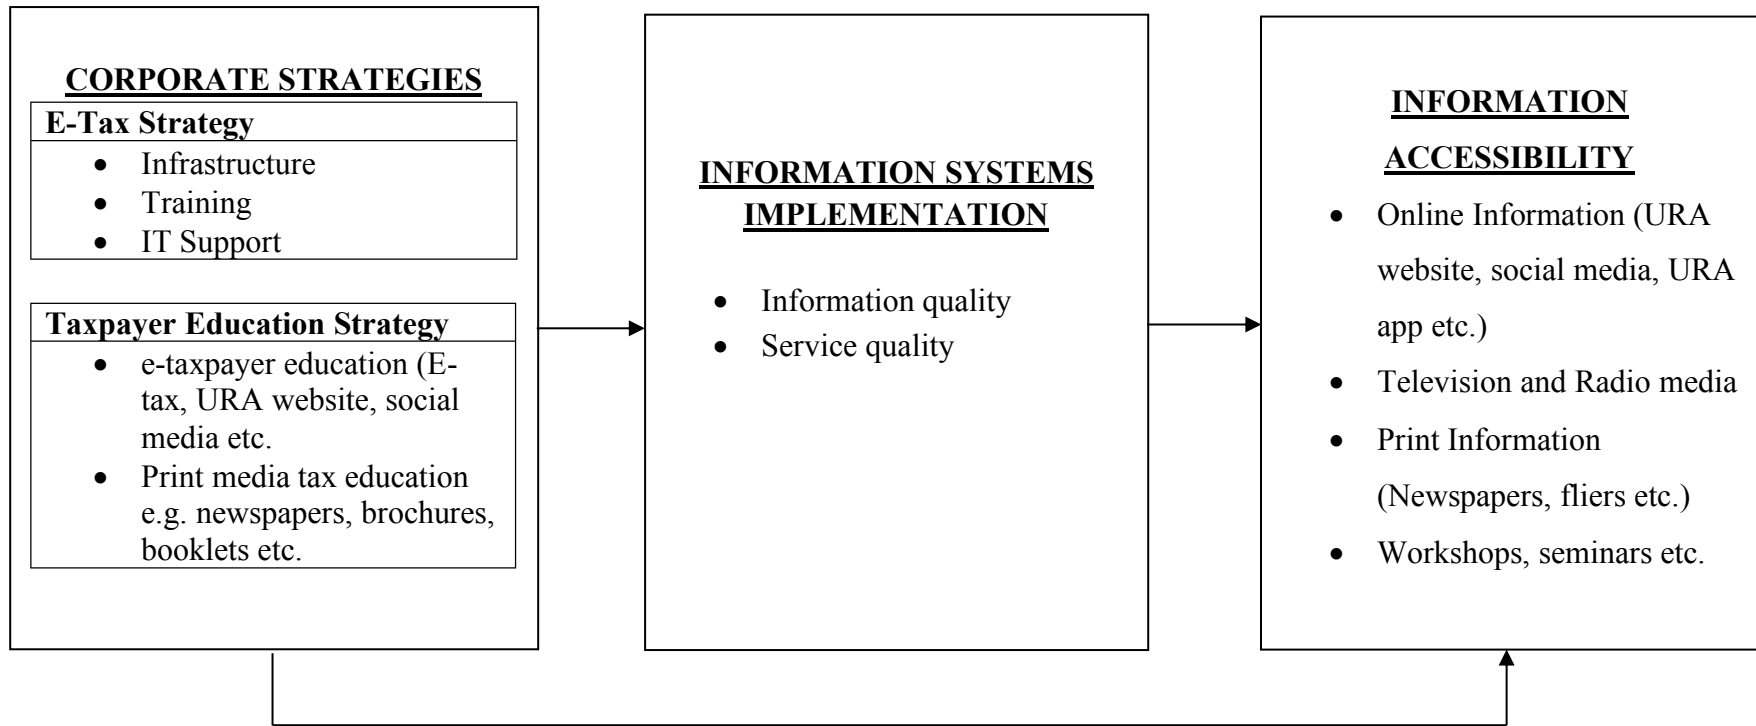 CORPORATE STRATEGIES
E-Tax Strategy
• Infrastructure
• Training
• IT Support
Taxpayer Education Strategy
• e-taxpayer education (E-
tax, URA website, social
media etc.
• Print media tax education
e.g. newspapers, brochures,
booklets etc.
INFORMATION SYSTEMS
IMPLEMENTATION
• Information quality
• Service quality
INFORMATION
ACCESSIBILITY
• Online Information (URA
website, social media, URA
app etc.)
• Television and Radio media
• Print Information
(Newspapers, fliers etc.)
• Workshops, seminars etc.